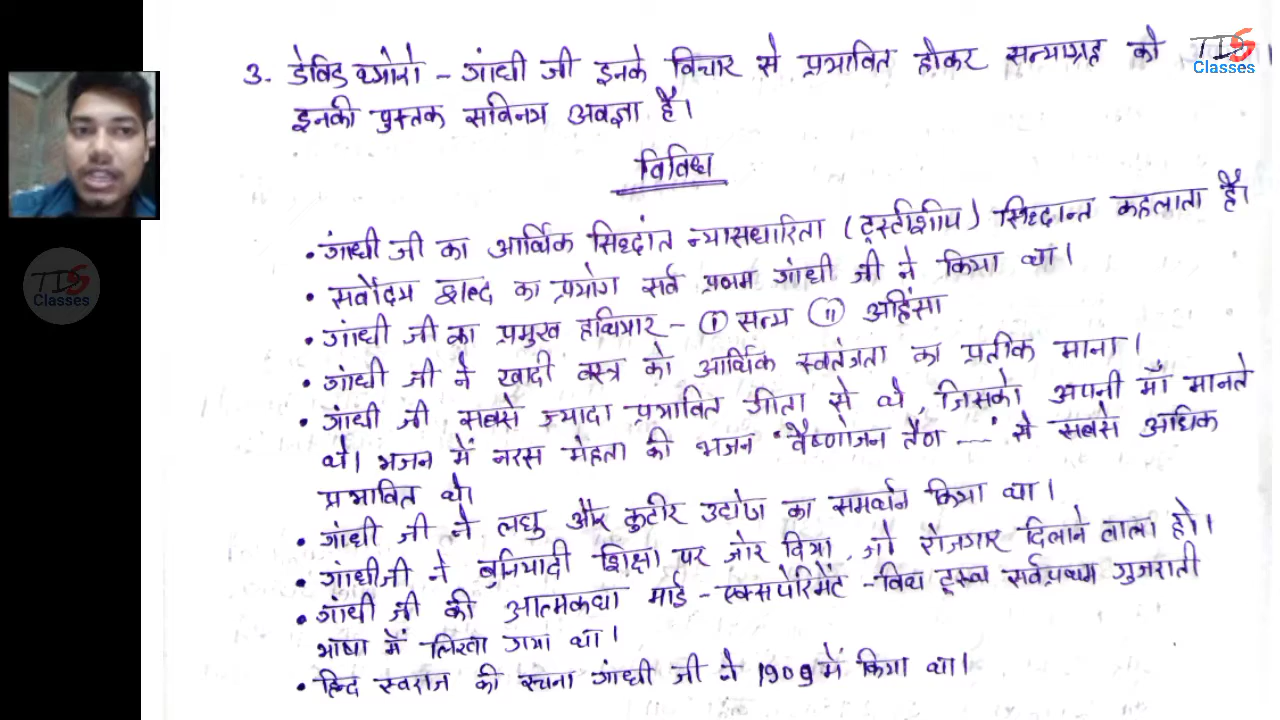 3. डेविड थोरो – गांधी जी इनके विचार से प्रभावित होकर सत्याग्रह को
इनकी पुस्तक सविनय अवज्ञा है।
TIS
Classes
विविध
• गांधी जी का आर्थिक सिद्धांत न्यासधारिता (ट्रस्टीशीप) सिद्धान्त कहलाता है।
• सर्वोदय शब्द का प्रयोग सर्व प्रथम गांधी जी ने किया था।
TIS
Classes
• गांधी जी का प्रमुख हथियार – (i) सत्य (ii) अहिंसा
• गांधी जी ने खादी वस्त्र को आर्थिक स्वतंत्रता का प्रतीक माना।
• गांधी जी सबसे ज्यादा प्रभावित गीता से थे, जिसको अपनी माँ मानते
थे। भजन में नरस मेहता की भजन "वैष्णोजन तैण ---" से सबसे अधिक
प्रभावित थे।
• गांधी जी ने लघु और कुटीर उद्योग का समर्थन किया था।
• गांधीजी ने बुनियादी शिक्षा पर जोर दिया, जो रोजगार दिलाने वाला हो।
• गांधी जी की आत्मकथा माई – एक्सपेरिमेंट – विथ ट्रूथ सर्वप्रथम गुजराती
भाषा में लिखा गया था।
• हिन्द स्वराज की रचना गांधी जी ने 1909 में किया था।